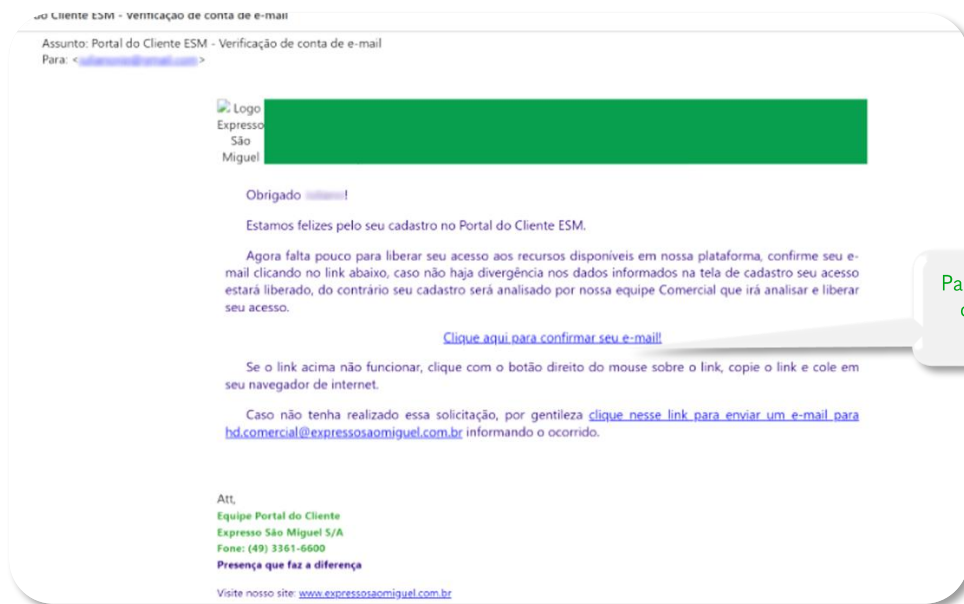 do Cliente ESM - Verificação de conta de e-mail
Assunto: Portal do Cliente ESM - Verificação de conta de e-mail
Para: < >
Logo
Expresso
São
Miguel
Obrigado !
Estamos felizes pelo seu cadastro no Portal do Cliente ESM.
Agora falta pouco para liberar seu acesso aos recursos disponíveis em nossa plataforma, confirme seu e-
mail clicando no link abaixo, caso não haja divergência nos dados informados na tela de cadastro seu acesso
estará liberado, do contrário seu cadastro será analisado por nossa equipe Comercial que irá analisar e liberar
seu acesso.
Clique aqui para confirmar seu e-mail!
Se o link acima não funcionar, clique com o botão direito do mouse sobre o link, copie o link e cole em
seu navegador de internet.
Caso não tenha realizado essa solicitação, por gentileza clique nesse link para enviar um e-mail para
hd.comercial@expressosaomiguel.com.br informando o ocorrido.
Pa
Att,
Equipe Portal do Cliente
Expresso São Miguel S/A
Fone: (49) 3361-6600
Presença que faz a diferença
Visite nosso site: www.expressosaomiguel.com.br